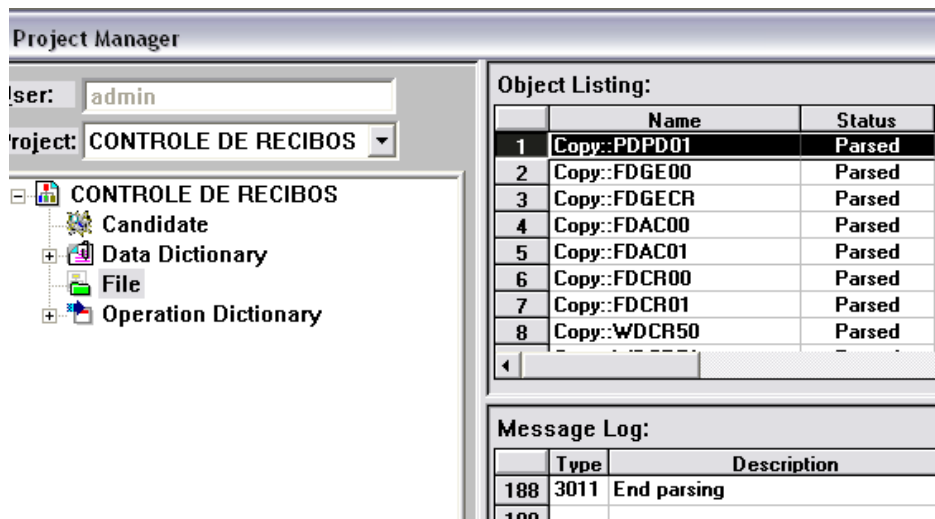 Project Manager
User: admin
Project: CONTROLE DE RECIBOS
CONTROLE DE RECIBOS
Candidate
Data Dictionary
File
Operation Dictionary
Object Listing:
Name Status
1 Copy::PDPD01 Parsed
2 Copy::FDGE00 Parsed
3 Copy::FDGECR Parsed
4 Copy::FDAC00 Parsed
5 Copy::FDAC01 Parsed
6 Copy::FDCR00 Parsed
7 Copy::FDCR01 Parsed
8 Copy::WDCR50 Parsed
Message Log:
Type Description
188 3011 End parsing